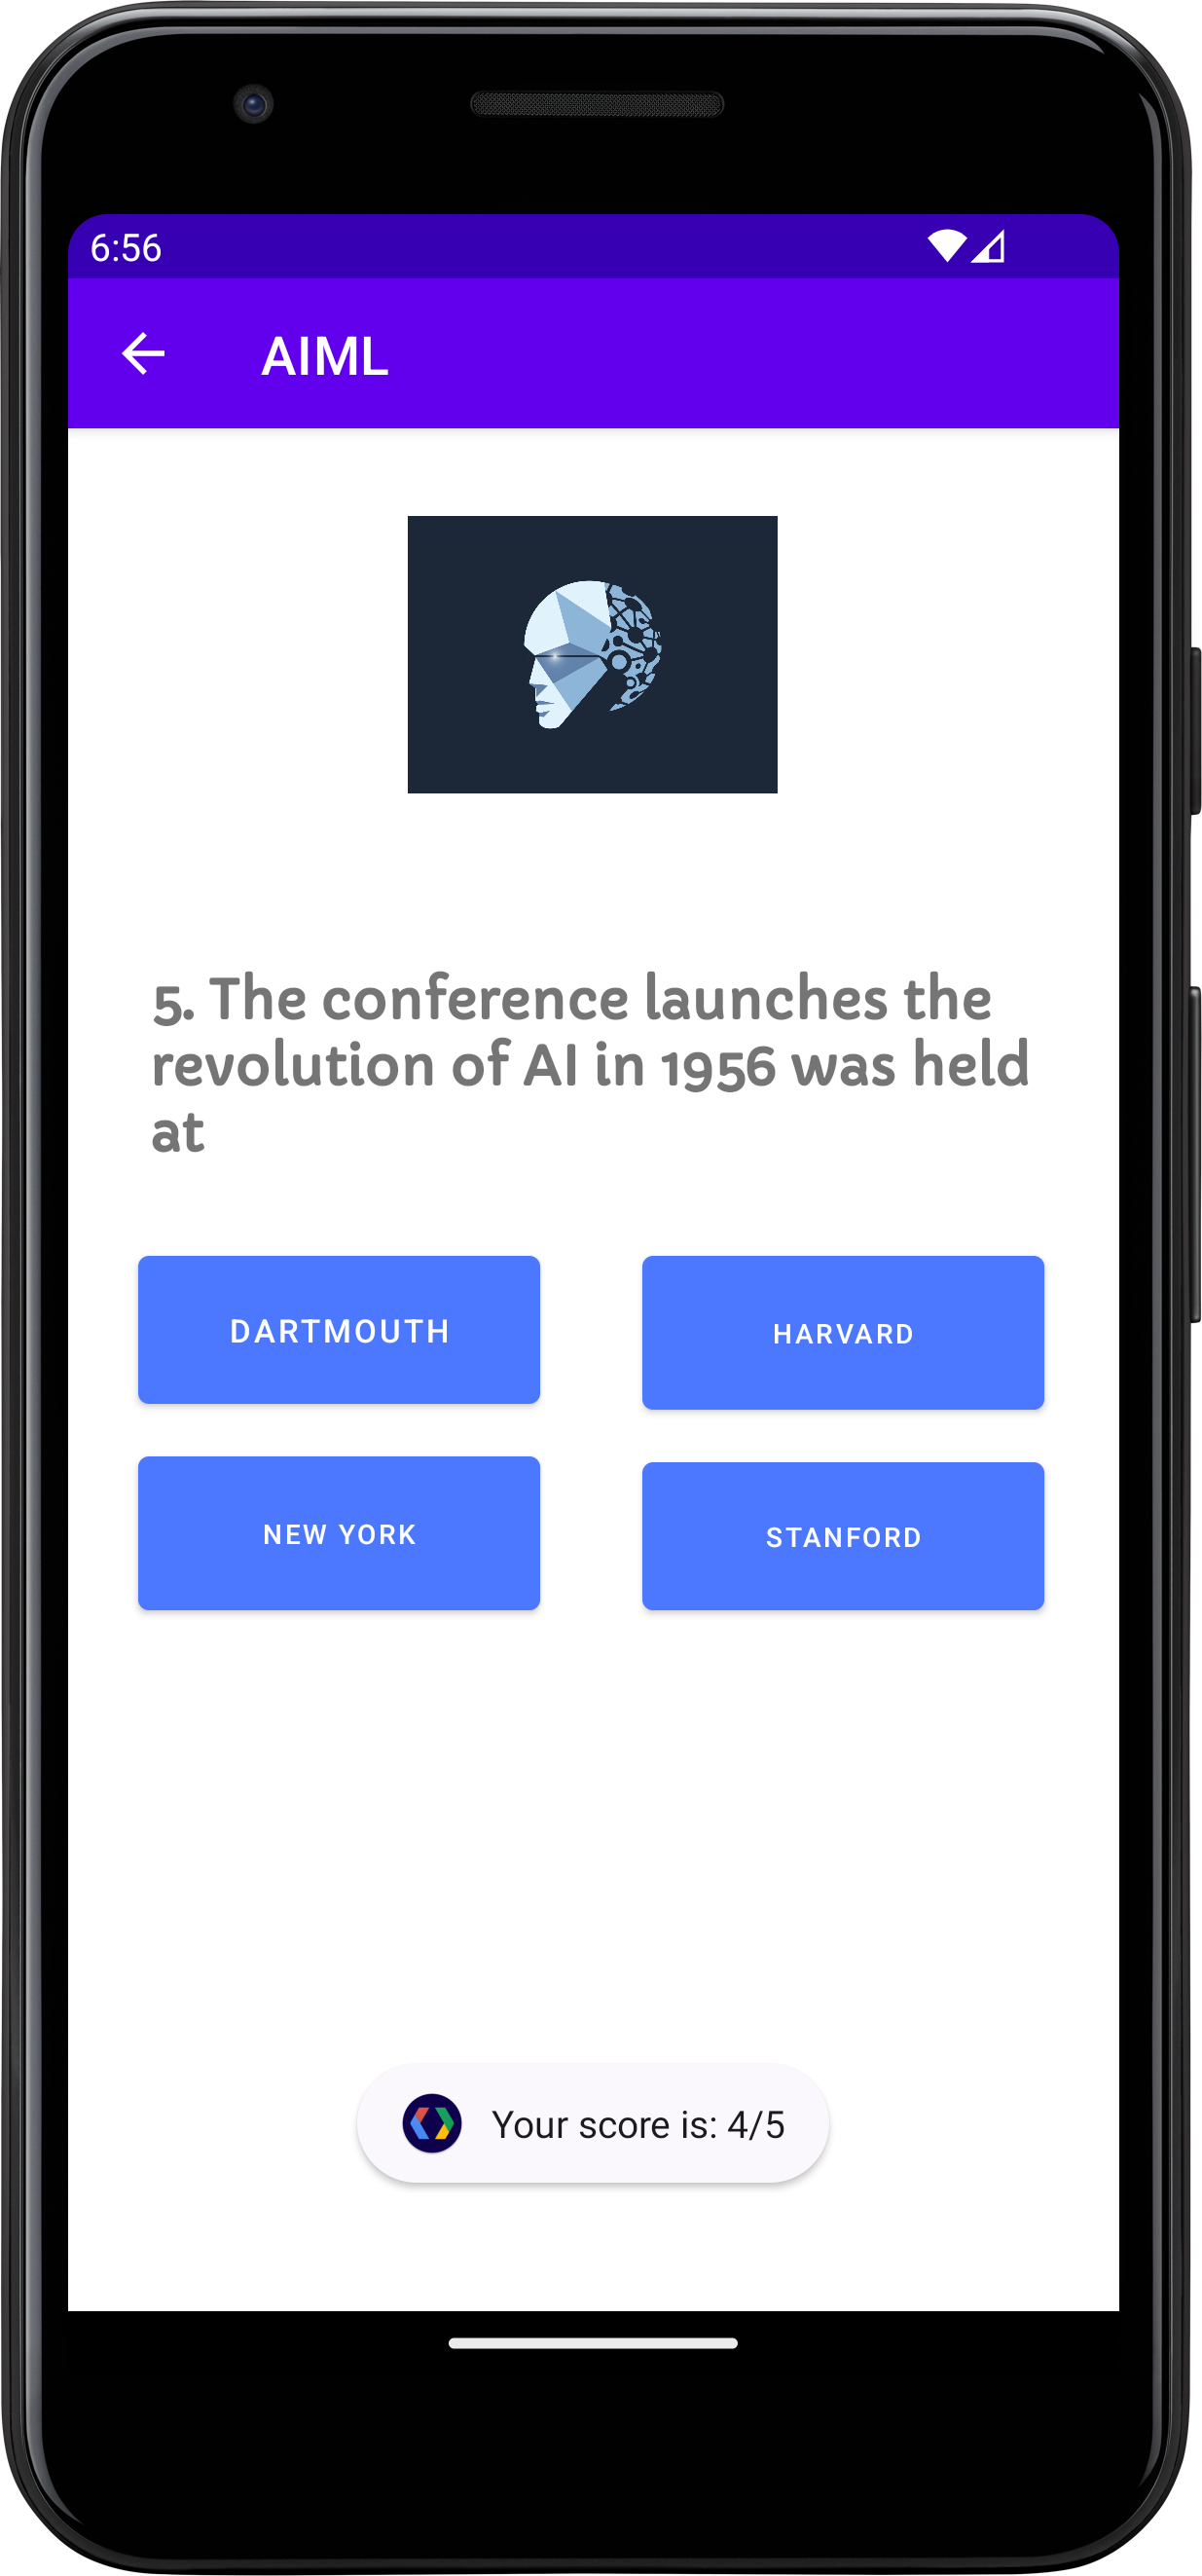 6:56
AIML
5. The conference launches the
revolution of AI in 1956 was held
at
DARTMOUTH
HARVARD
NEW YORK
STANFORD
Your score is: 4/5